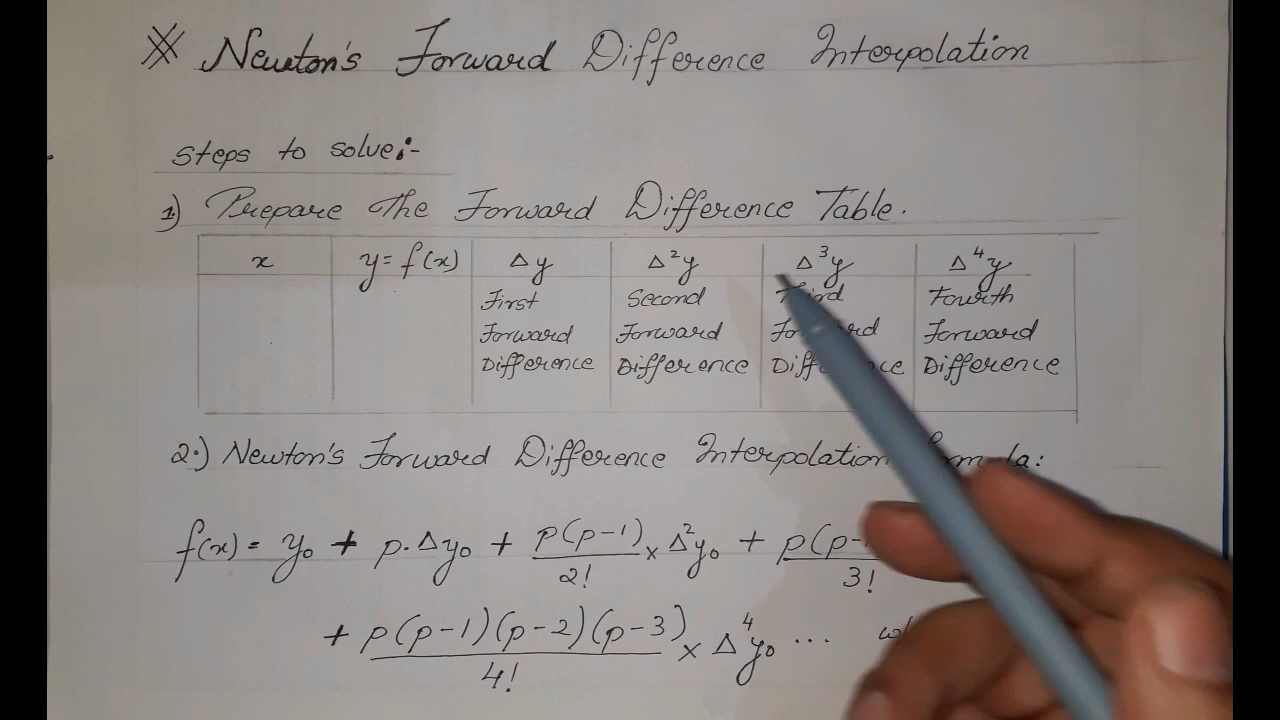 Newton's Forward Difference Interpolation
Steps to solve:-
1) Prepare the Forward Difference Table.
x y=f(x) Δy Δ²y Δ³y Δ⁴y
First Second Fourth
Forward Forward Forward
Difference Difference Difference
2.) Newton's Forward Difference Interpolation
f(x) = y₀ + p.Δy₀ + p(p-1)/2! × Δ²y₀ + p(p-
3!
+ p(p-1)(p-2)(p-3)/4! × Δ⁴y₀ ...